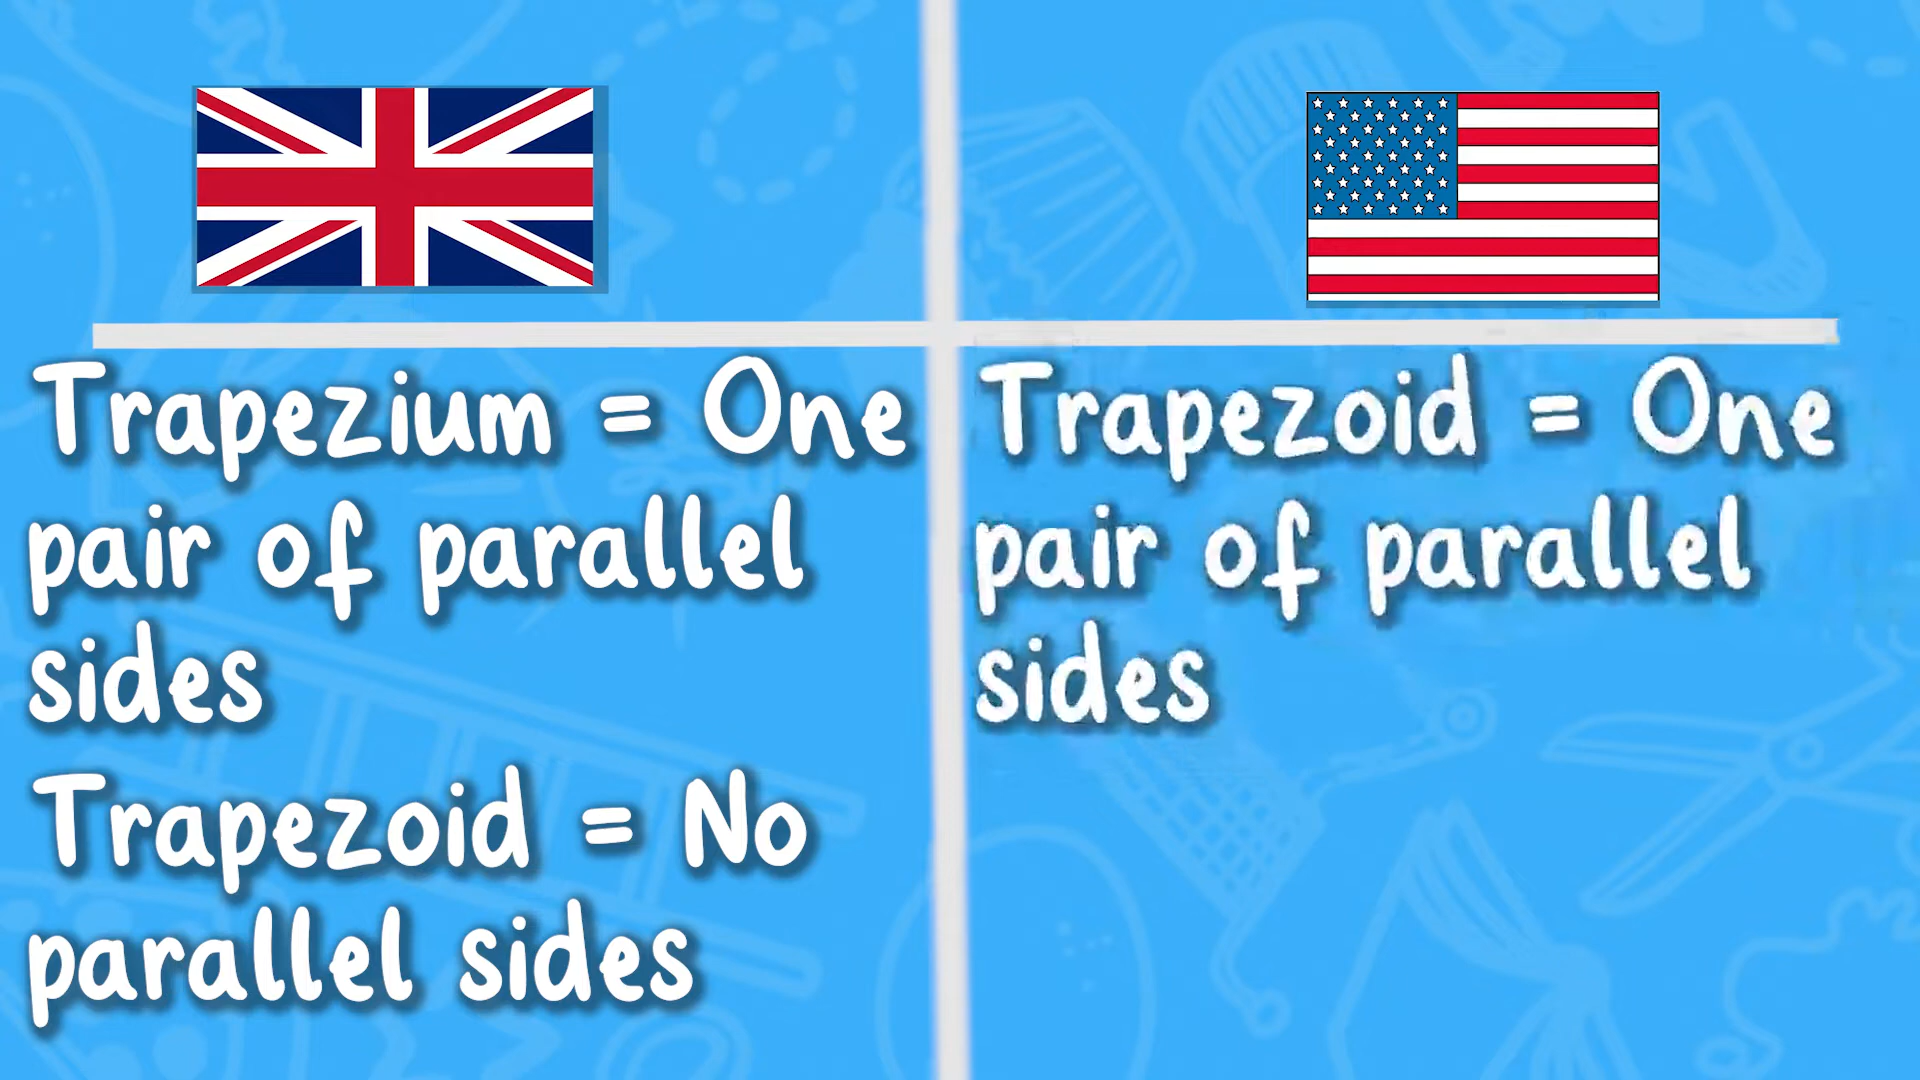 Trapezium = One
pair of parallel
sides
Trapezoid = No
parallel sides
Trapezoid = One
pair of parallel
sides